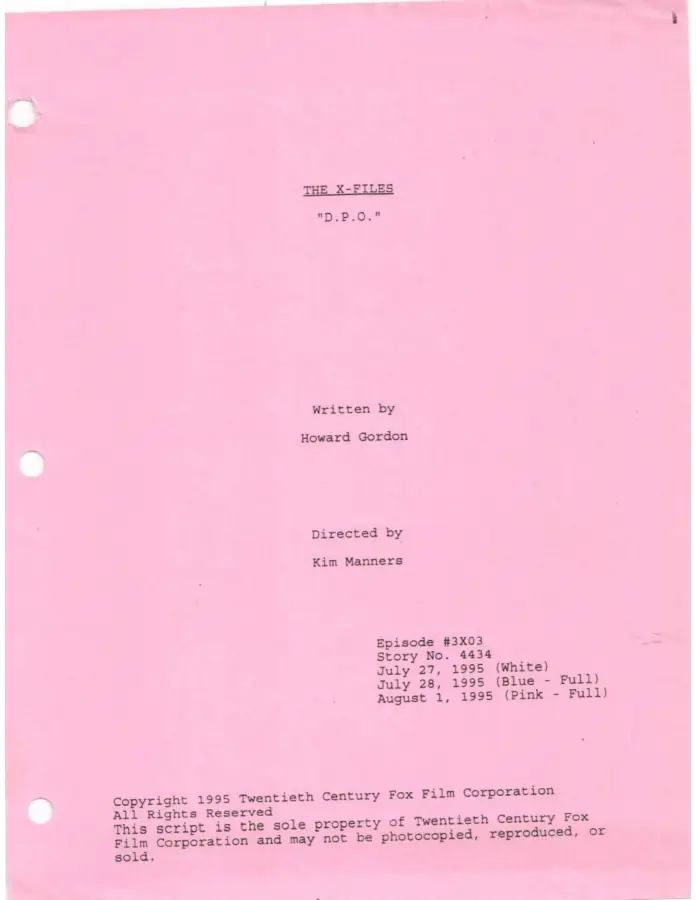 THE X-FILES
"D.P.O."
Written by
Howard Gordon
Directed by
Kim Manners
Episode #3X03
Story No. 4434
July 27, 1995 (White)
July 28, 1995 (Blue - Full)
August 1, 1995 (Pink - Full)
Copyright 1995 Twentieth Century Fox Film Corporation
All Rights Reserved
This script is the sole property of Twentieth Century Fox
Film Corporation and may not be photocopied, reproduced, or
sold.